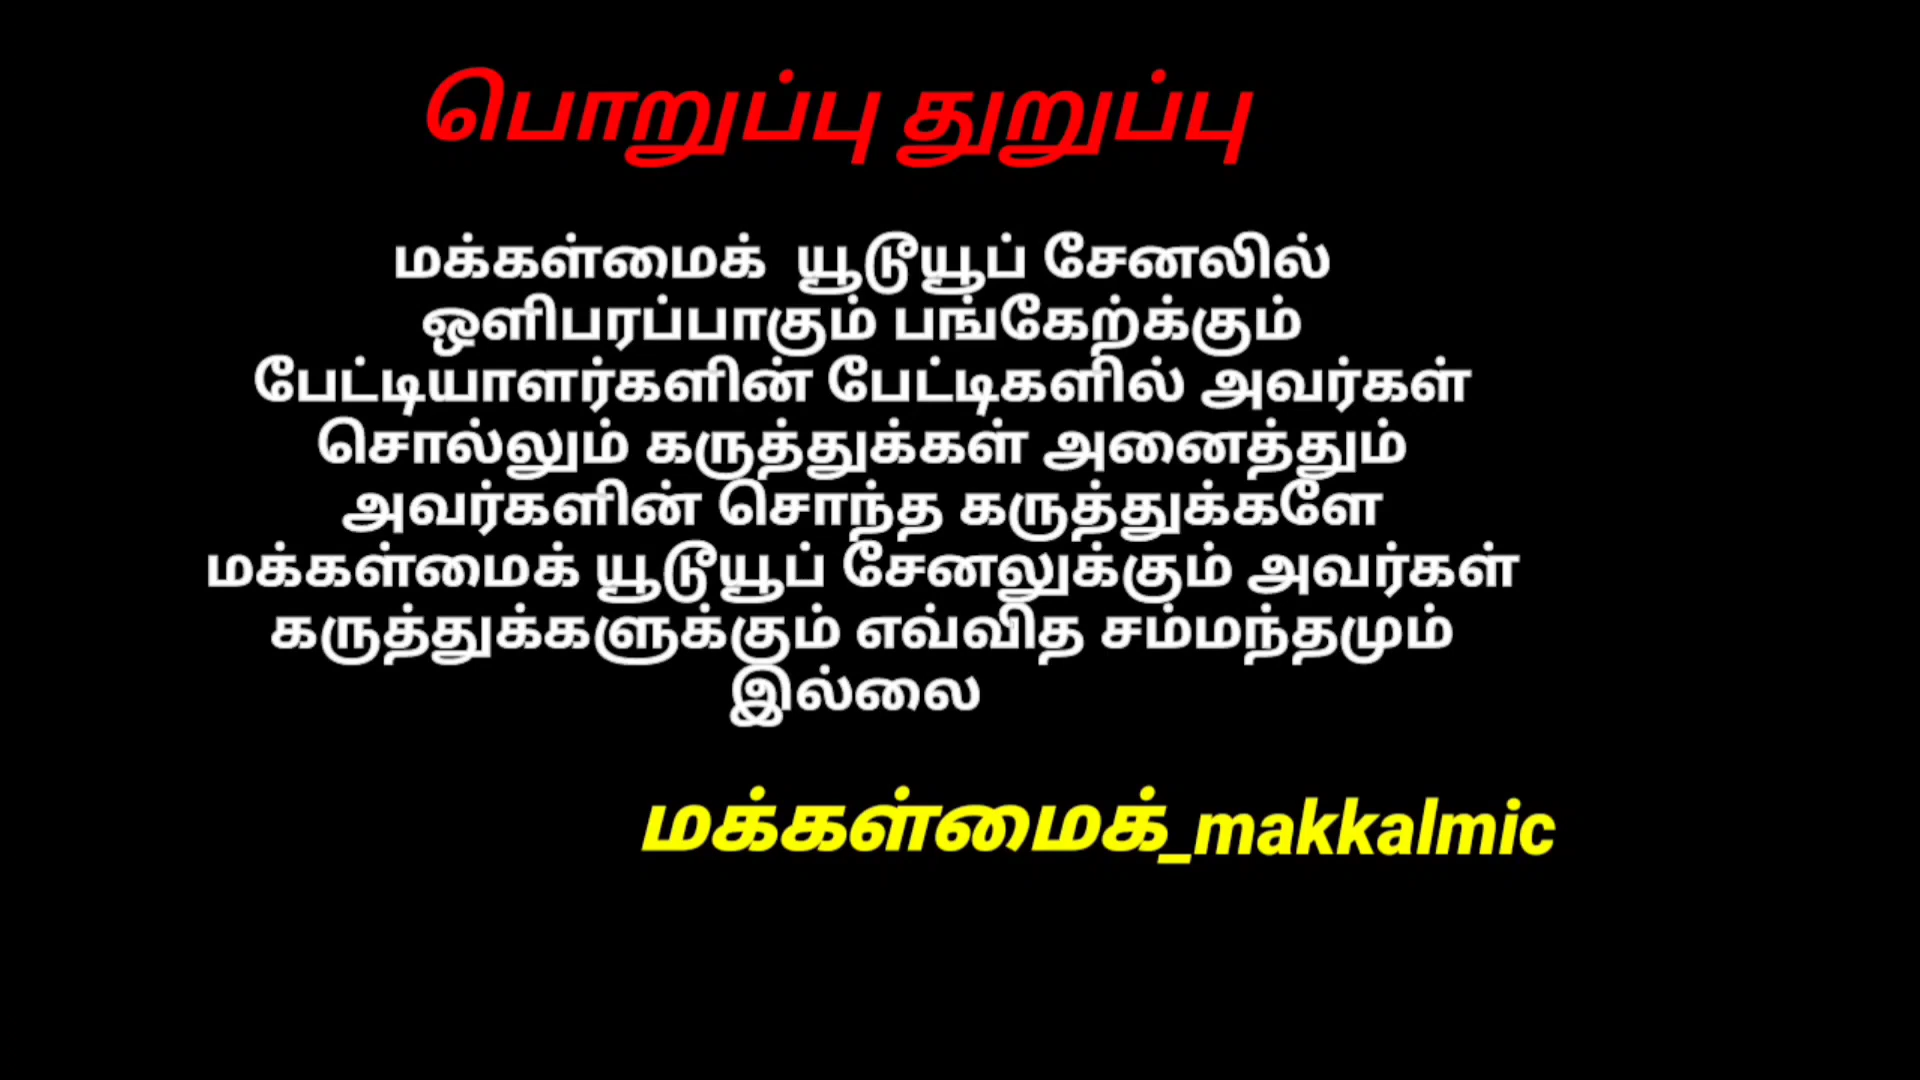 பொறுப்பு துறுப்பு
மக்கள்மைக் யூடூயூப் சேனலில்
ஒளிபரப்பாகும் பங்கேற்க்கும்
பேட்டியாளர்களின் பேட்டிகளில் அவர்கள்
சொல்லும் கருத்துக்கள் அனைத்தும்
அவர்களின் சொந்த கருத்துக்களே
மக்கள்மைக் யூடூயூப் சேனலுக்கும் அவர்கள்
கருத்துக்களுக்கும் எவ்வித சம்மந்தமும்
இல்லை
மக்கள்மைக்_makkalmic